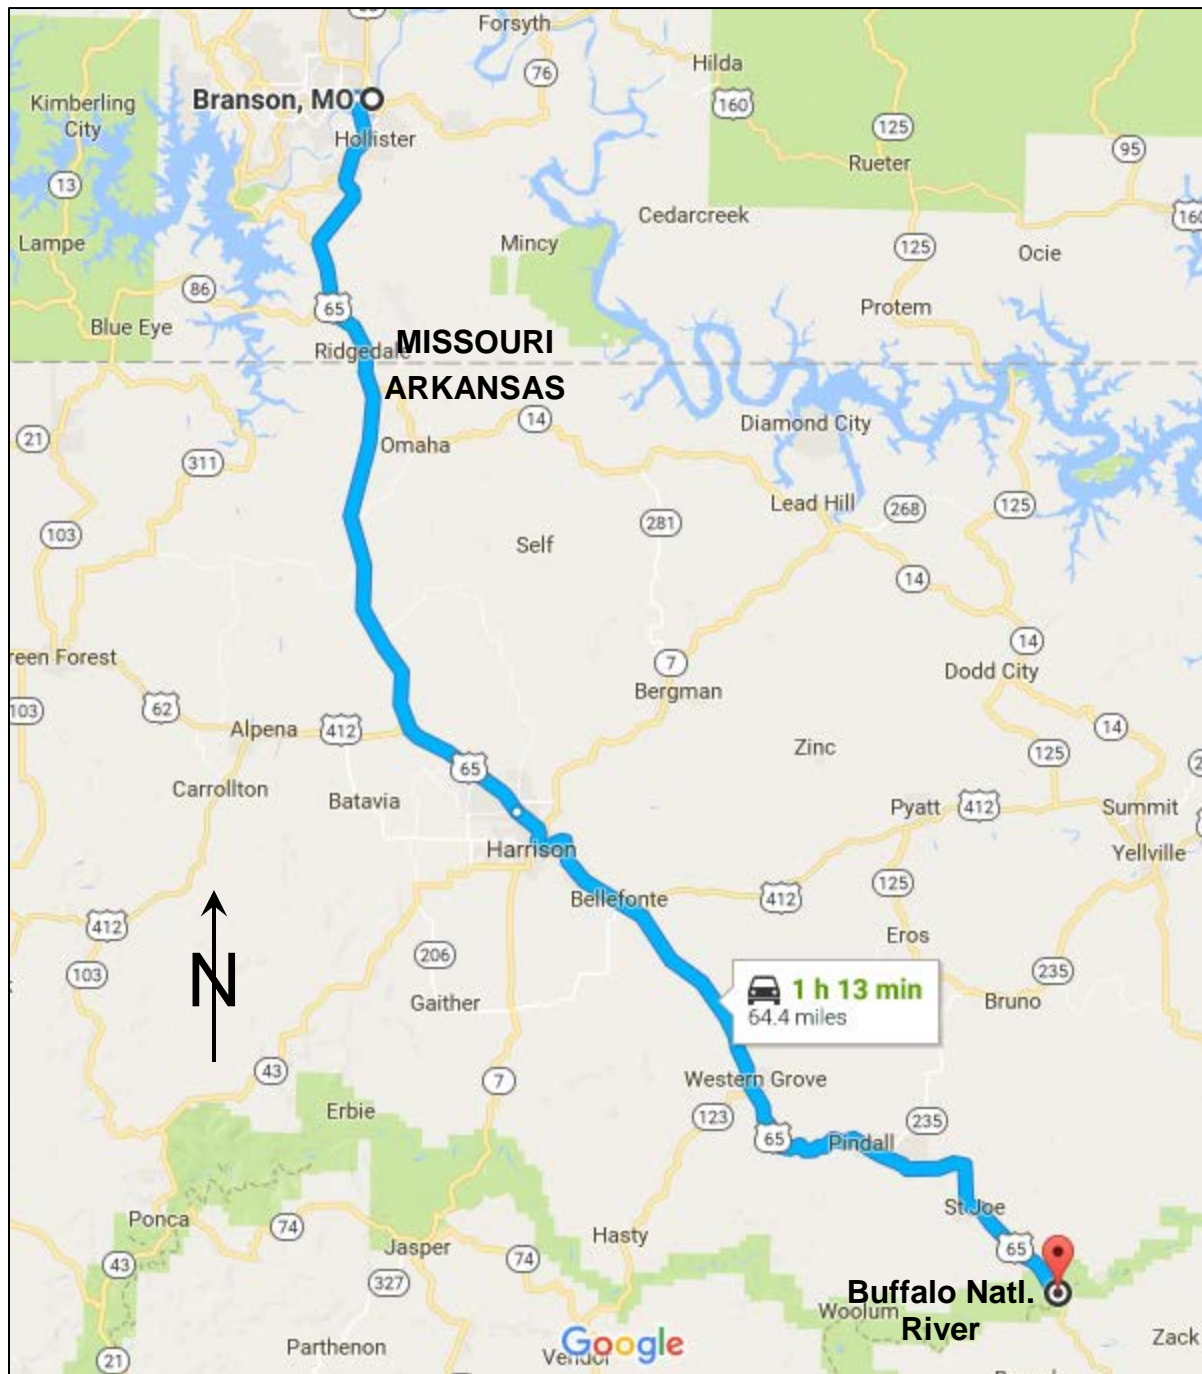 Forsyth
76
Hilda
160
Kimberling
City
Branson, MO
Hollister
125
Rueter
95
13
160
Lampe
Mincy
Cedarcreek
125
Ocie
86
Blue Eye
65
Protem
Ridgedale
MISSOURI
ARKANSAS
21
Omaha
14
Diamond City
311
103
281
Lead Hill
268
125
Self
14
reen Forest
7
Bergman
14
Dodd City
103
62
Alpena
412
14
65
Zinc
125
Carrollton
Batavia
Pyatt
412
Summit
Harrison
Yellville
Bellefonte
412
125
412
N
206
Eros
235
103
Gaither
1 h 13 min
64.4 miles
Bruno
43
7
Western Grove
Erbie
123
65
Pindall
235
Ponca
74
Jasper
Hasty
St Joe
65
43
327
74
Buffalo Natl.
River
Woolum
21
Parthenon
Google
Zack